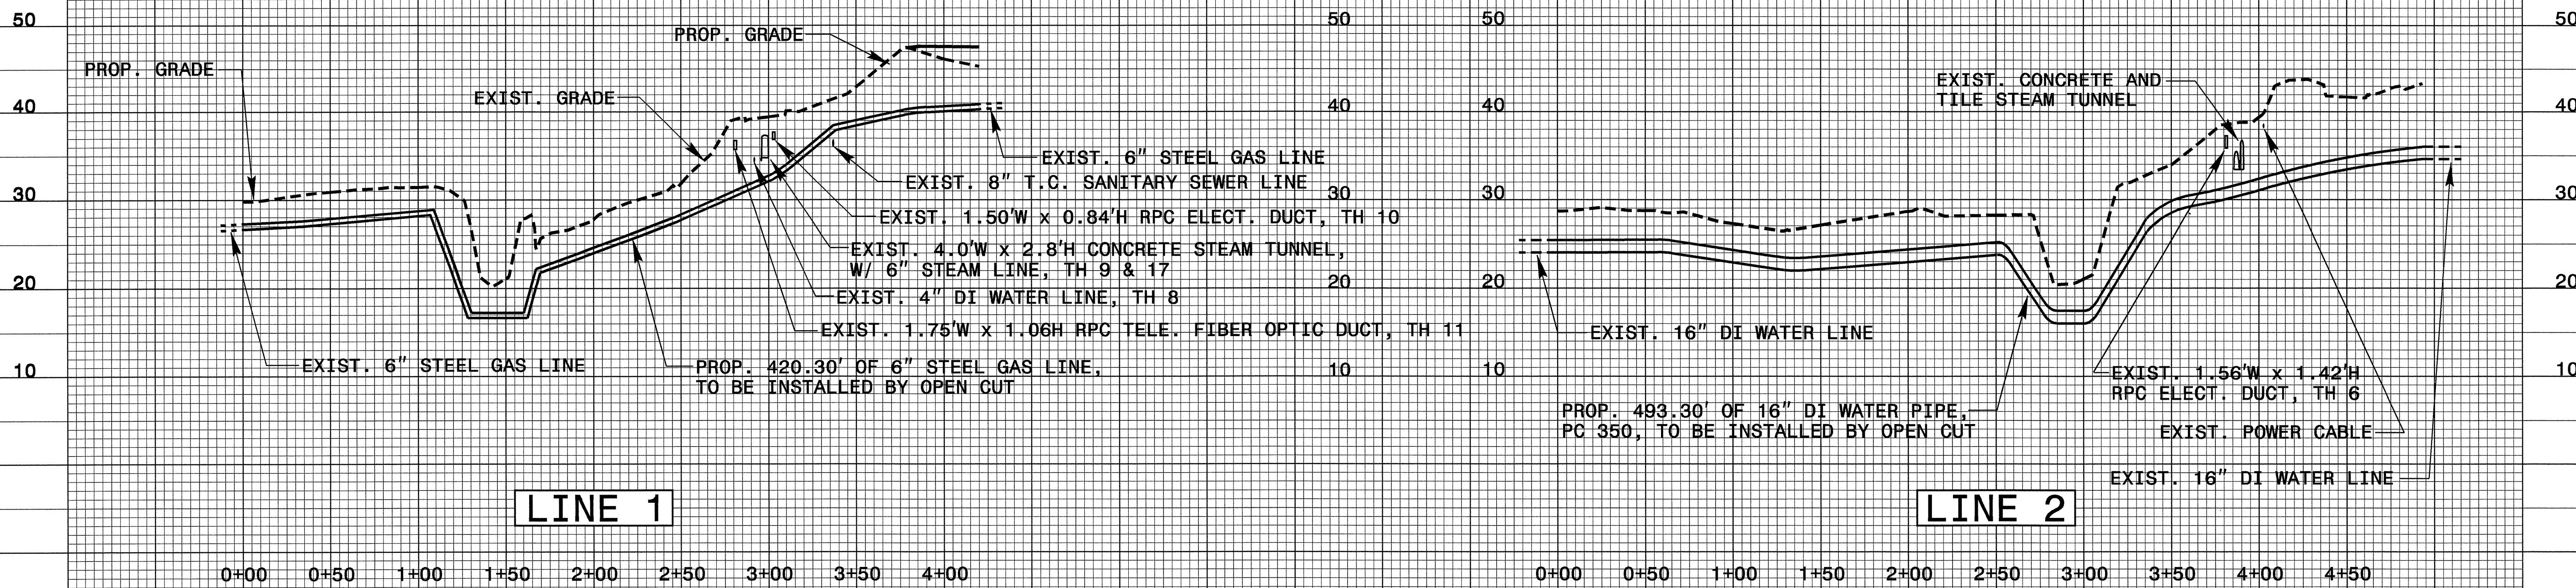 50
50
50
50
PROP. GRADE
PROP. GRADE
EXIST. GRADE
EXIST. CONCRETE AND
TILE STEAM TUNNEL
40
40
40
40
EXIST. 6" STEEL GAS LINE
EXIST. 8" T.C. SANITARY SEWER LINE
30
30
30
30
EXIST. 1.50'W x 0.84'H RPC ELECT. DUCT, TH 10
EXIST. 4.0'W x 2.8'H CONCRETE STEAM TUNNEL,
W/ 6" STEAM LINE, TH 9 & 17
20
20
20
20
EXIST. 4" DI WATER LINE, TH 8
EXIST. 1.75'W x 1.06H RPC TELE. FIBER OPTIC DUCT, TH 11
EXIST. 16" DI WATER LINE
EXIST. 6" STEEL GAS LINE
PROP. 420.30' OF 6" STEEL GAS LINE,
TO BE INSTALLED BY OPEN CUT
10
10
10
10
EXIST. 1.56'W x 1.42'H
RPC ELECT. DUCT, TH 6
PROP. 493.30' OF 16" DI WATER PIPE,
PC 350, TO BE INSTALLED BY OPEN CUT
EXIST. POWER CABLE
EXIST. 16" DI WATER LINE
LINE 1
LINE 2
0+00 0+50 1+00 1+50 2+00 2+50 3+00 3+50 4+00
0+00 0+50 1+00 1+50 2+00 2+50 3+00 3+50 4+00 4+50